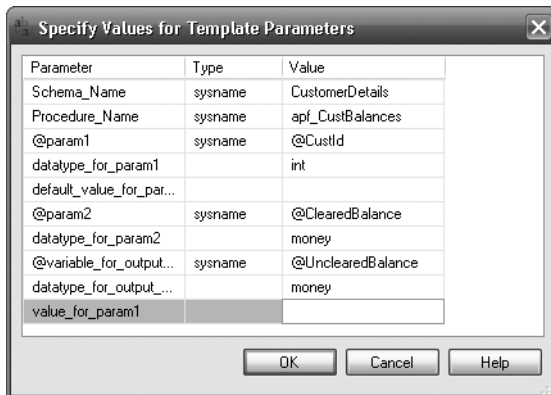 Specify Values for Template Parameters
Parameter Type Value
Schema_Name sysname CustomerDetails
Procedure_Name sysname apf_CustBalances
@param1 sysname @CustId
datatype_for_param1 int
default_value_for_par...
@param2 sysname @ClearedBalance
datatype_for_param2 money
@variable_for_output... sysname @UnclearedBalance
datatype_for_output_... money
value_for_param1
OK Cancel Help